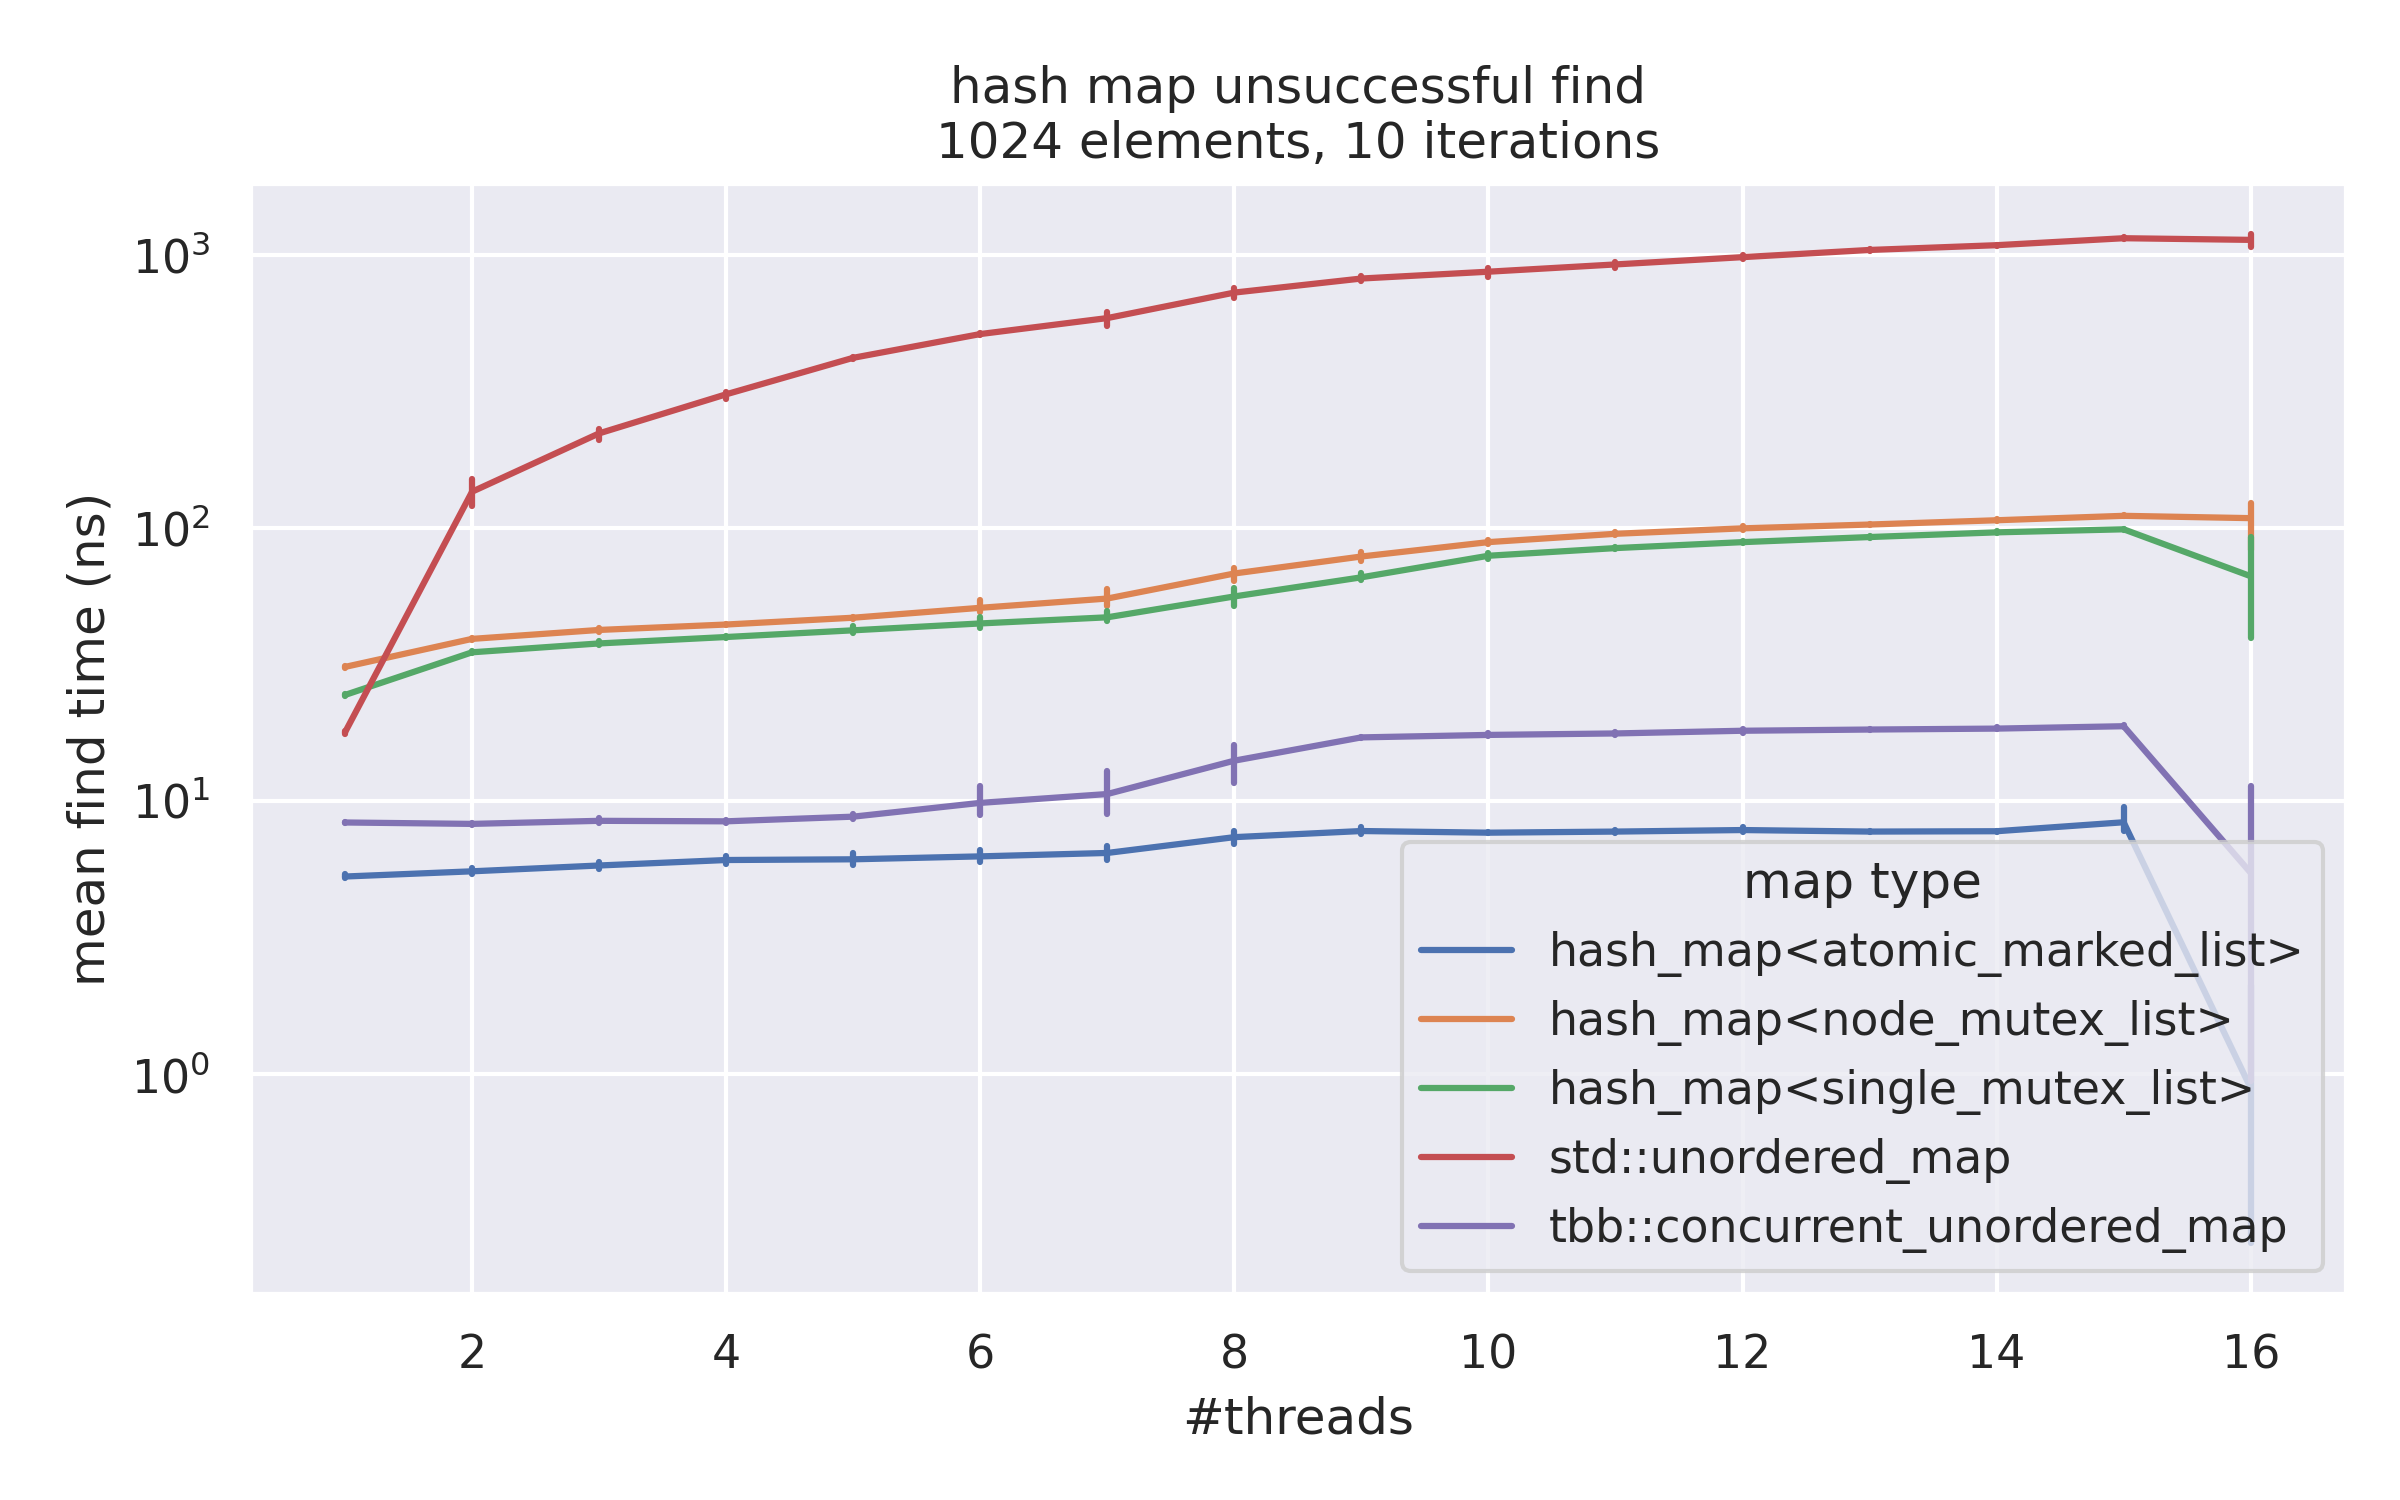 hash map unsuccessful find
1024 elements, 10 iterations
mean find time (ns)
10³
10²
10¹
10⁰
map type
hash_map<atomic_marked_list>
hash_map<node_mutex_list>
hash_map<single_mutex_list>
std::unordered_map
tbb::concurrent_unordered_map
2 4 6 8 10 12 14 16
#threads